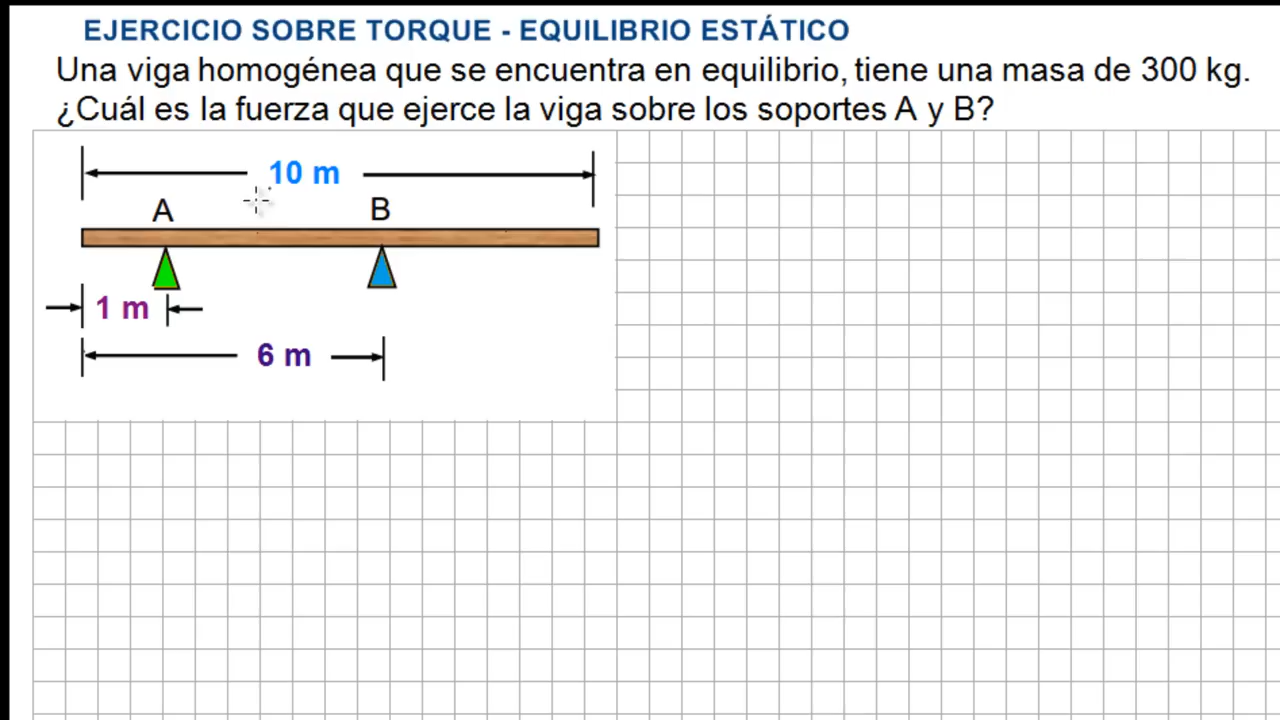 EJERCICIO SOBRE TORQUE - EQUILIBRIO ESTÁTICO
Una viga homogénea que se encuentra en equilibrio, tiene una masa de 300 kg.
¿Cuál es la fuerza que ejerce la viga sobre los soportes A y B?
10 m
A B
1 m
6 m